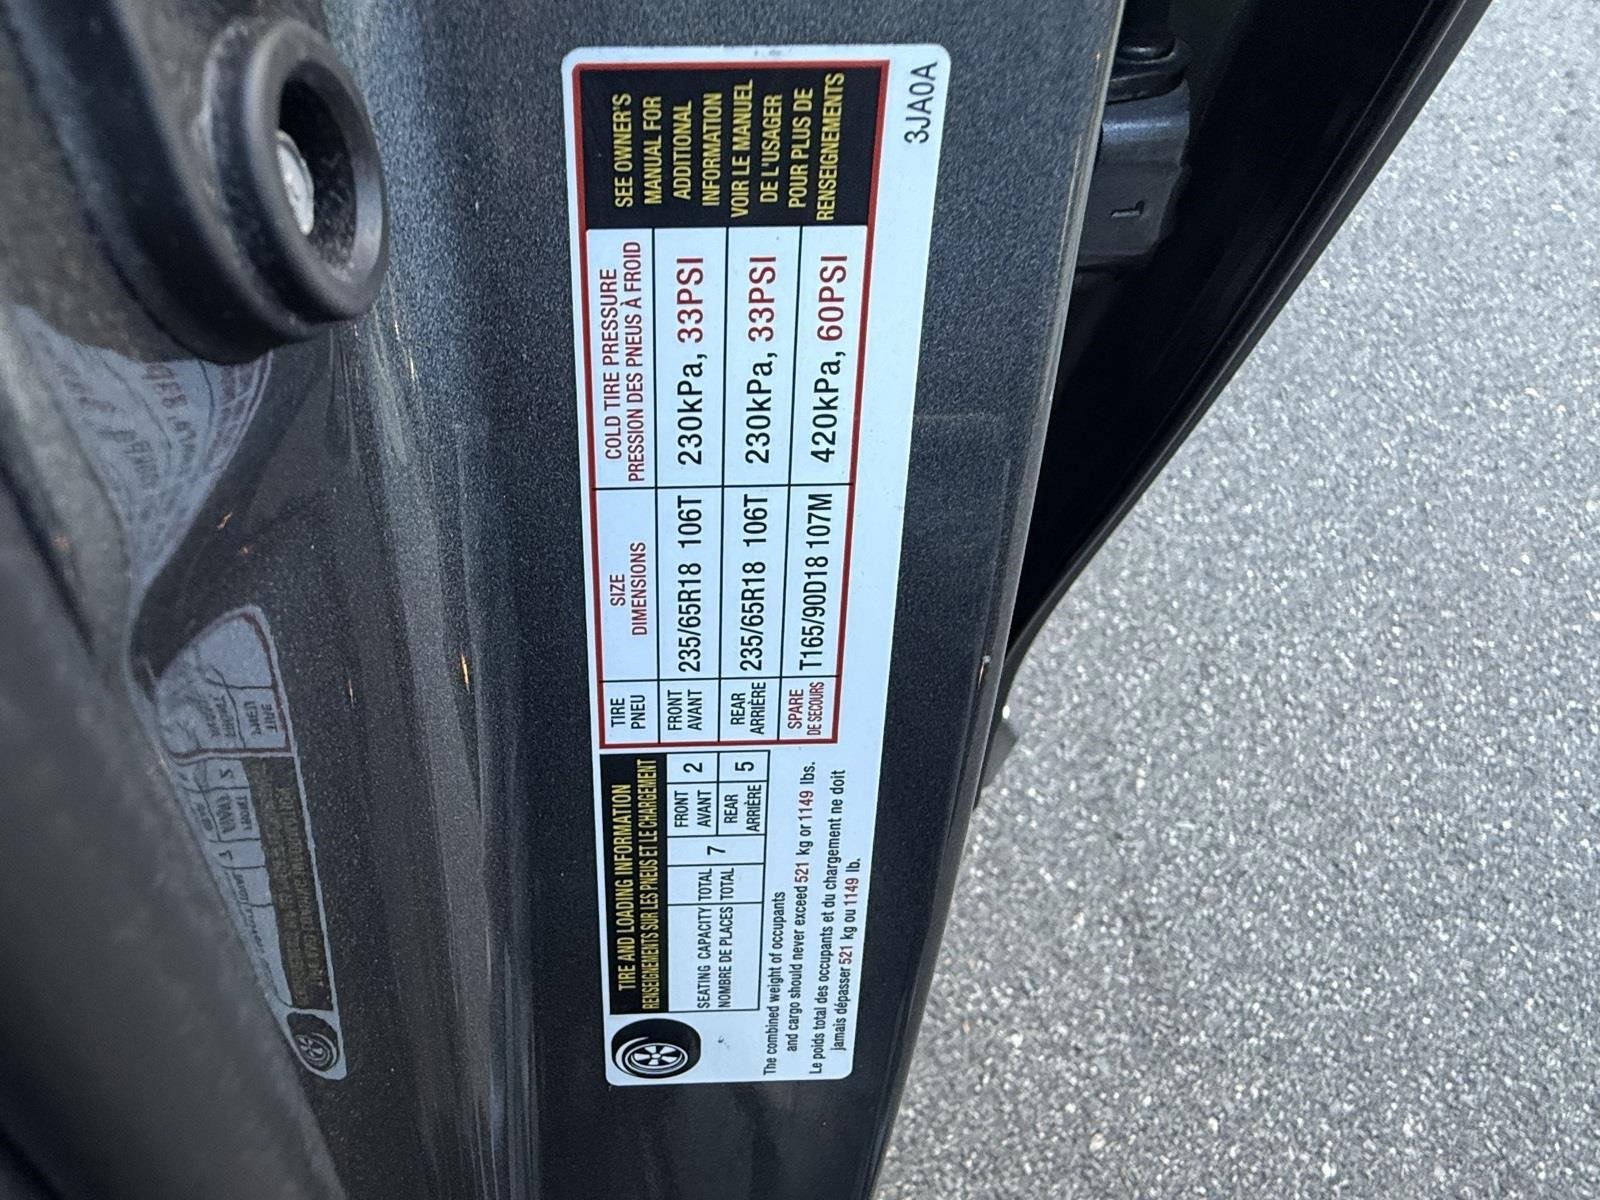 TIRE AND LOADING INFORMATION
RENSEIGNEMENTS SUR LES PNEUS ET LE CHARGEMENT
SEATING CAPACITY TOTAL 7 FRONT 2
NOMBRE DE PLACES TOTAL AVANT
REAR 5
ARRIÈRE
The combined weight of occupants
and cargo should never exceed 521 kg or 1149 lbs.
Le poids total des occupants et du chargement ne doit
jamais dépasser 521 kg ou 1149 lb.
TIRE SIZE COLD TIRE PRESSURE
PNEU DIMENSIONS PRESSION DES PNEUS À FROID
FRONT 235/65R18 106T 230kPa, 33PSI
AVANT
REAR 235/65R18 106T 230kPa, 33PSI
ARRIÈRE
SPARE T165/90D18 107M 420kPa, 60PSI
DE SECOURS
SEE OWNER'S
MANUAL FOR
ADDITIONAL
INFORMATION
VOIR LE MANUEL
DE L'USAGER
POUR PLUS DE
RENSEIGNEMENTS
3JA0A